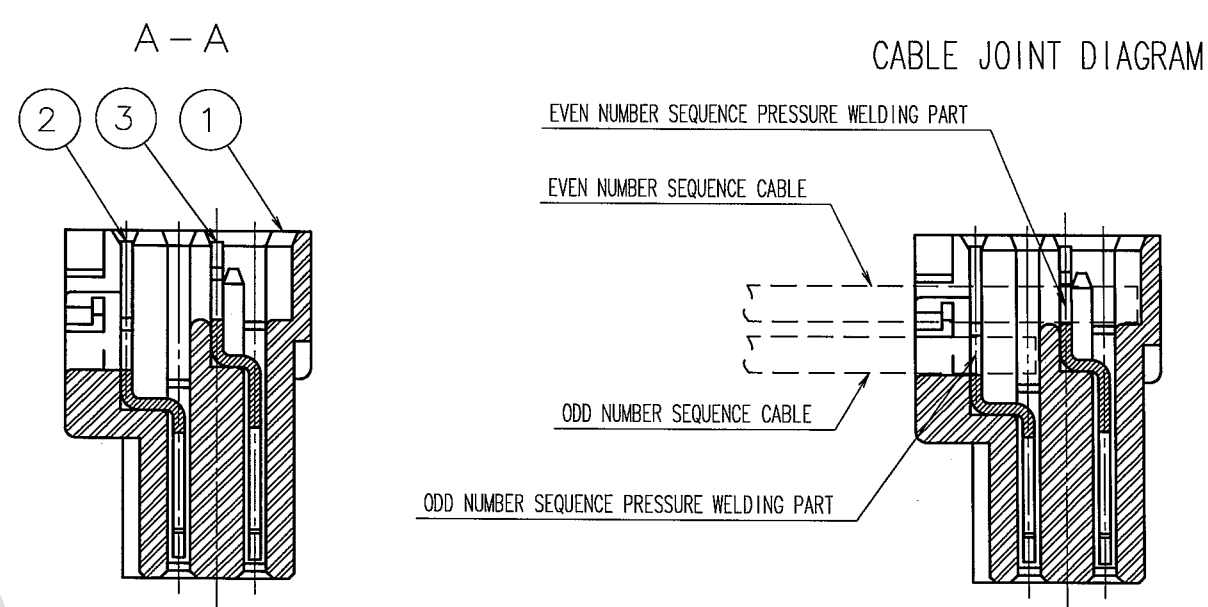 A-A
CABLE JOINT DIAGRAM
2 3 1
EVEN NUMBER SEQUENCE PRESSURE WELDING PART
EVEN NUMBER SEQUENCE CABLE
ODD NUMBER SEQUENCE CABLE
ODD NUMBER SEQUENCE PRESSURE WELDING PART